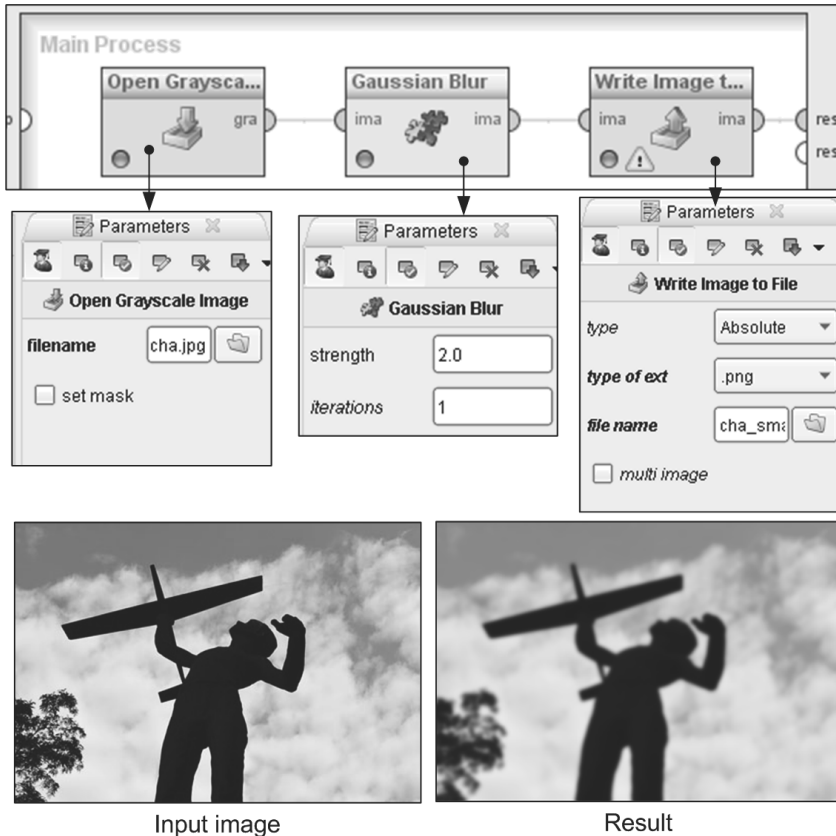 Main Process
Open Graysca...
Gaussian Blur
Write Image t...
gra
ima
ima
ima
ima
res
res
Parameters
Open Grayscale Image
filename
cha.jpg
set mask
Parameters
Gaussian Blur
strength
2.0
iterations
1
Parameters
Write Image to File
type
Absolute
type of ext
.png
file name
cha_sma
multi image
Input image
Result